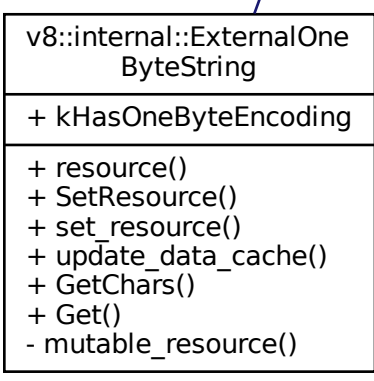 v8::internal::ExternalOne
ByteString
+ kHasOneByteEncoding
+ resource()
+ SetResource()
+ set_resource()
+ update_data_cache()
+ GetChars()
+ Get()
- mutable_resource()